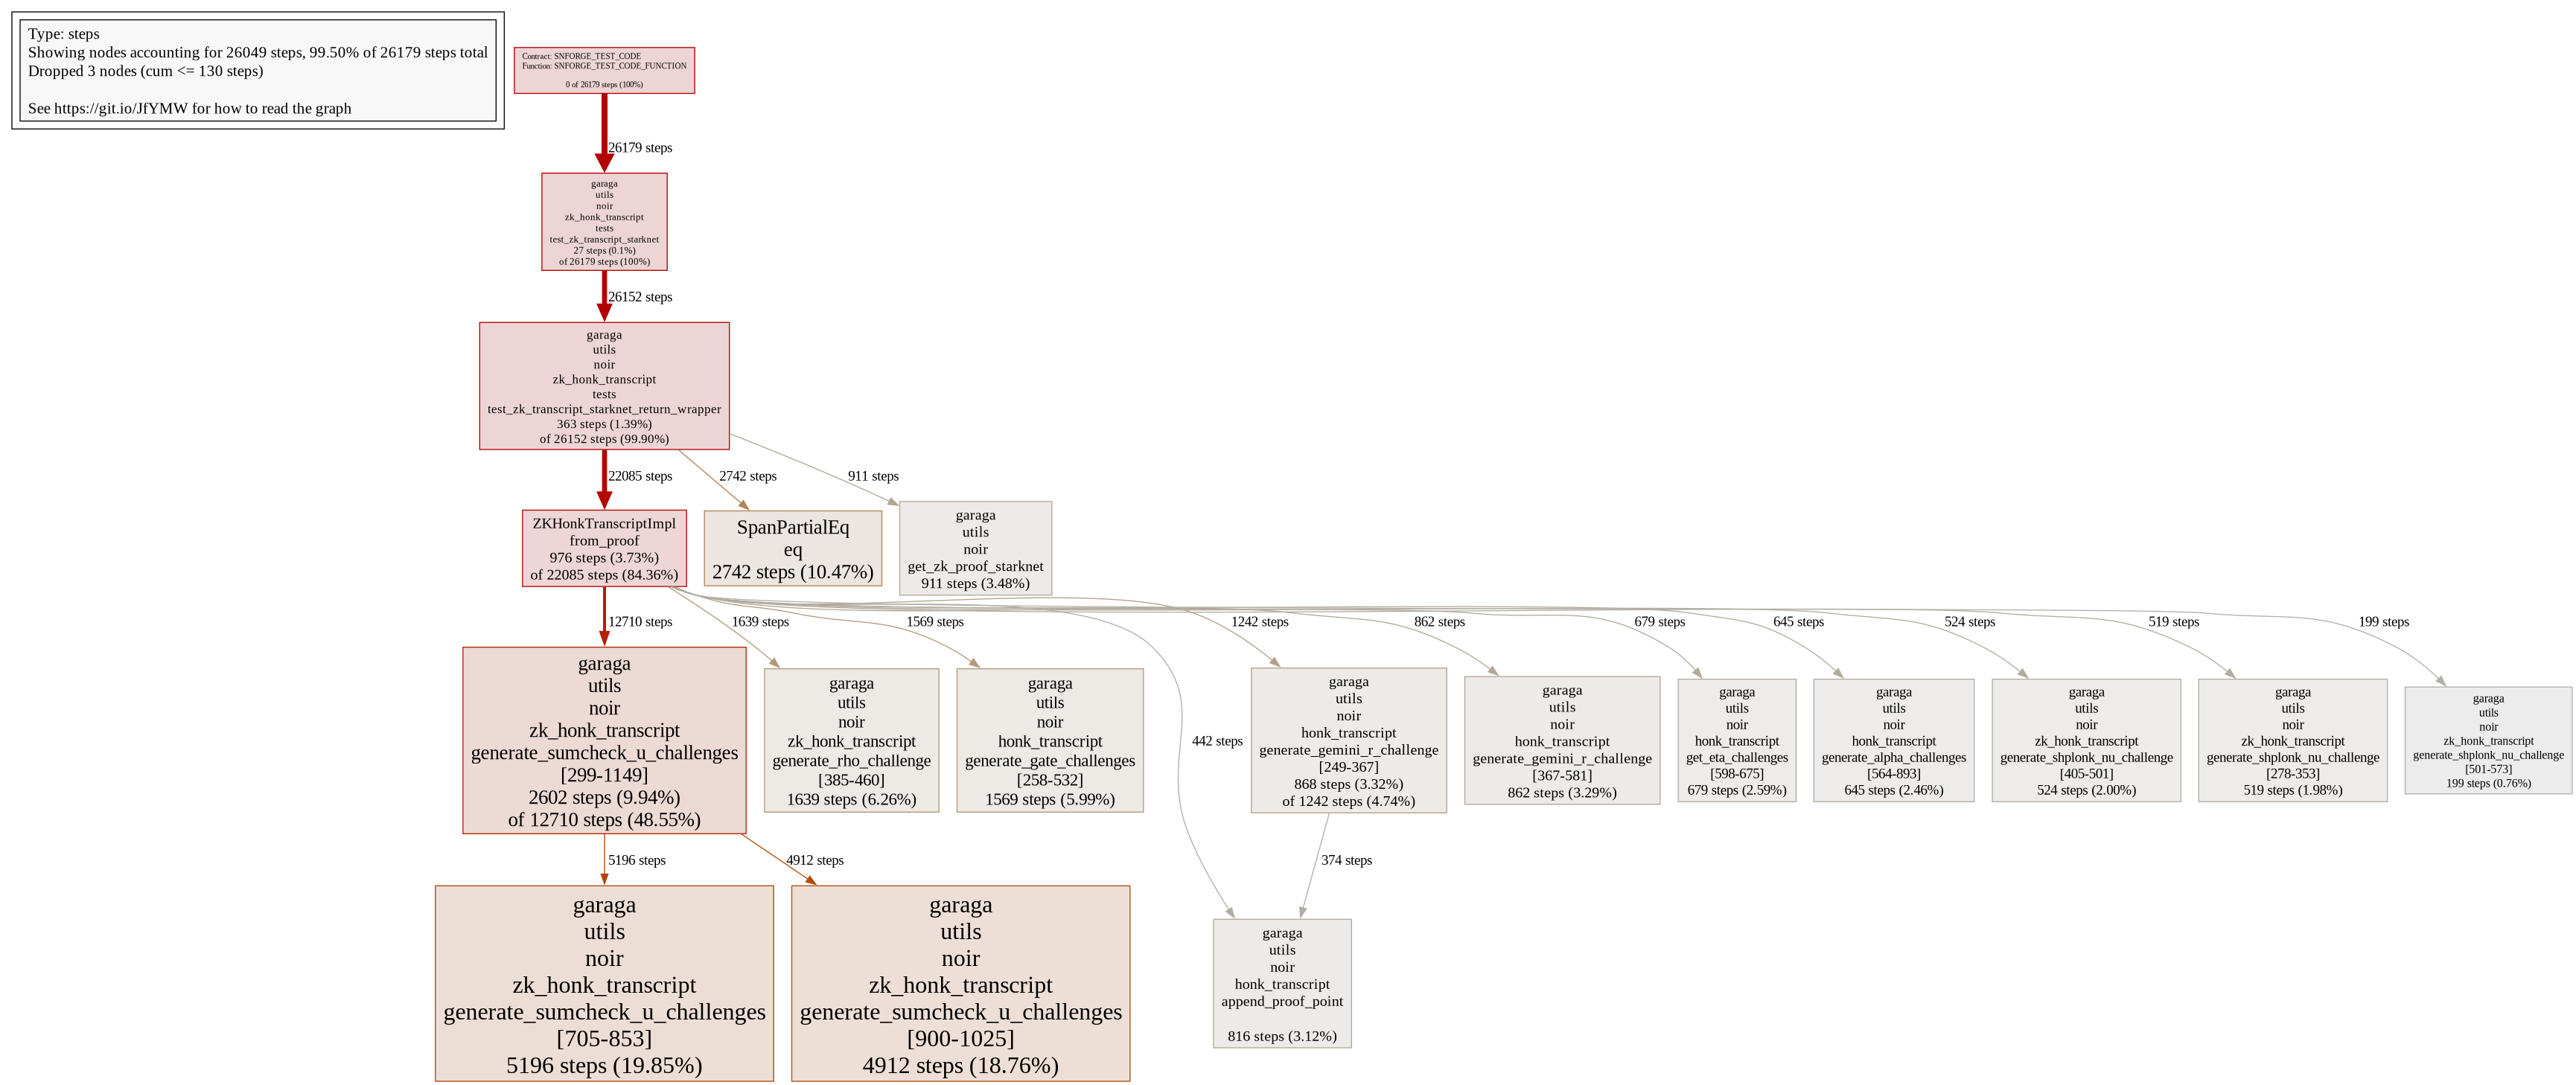 Type: steps
Showing nodes accounting for 26049 steps, 99.50% of 26179 steps total
Dropped 3 nodes (cum <= 130 steps)
See https://git.io/JfYMW for how to read the graph
Contract: SNFORGE_TEST_CODE
Function: SNFORGE_TEST_CODE_FUNCTION
0 of 26179 steps (100%)
26179 steps
garaga
utils
noir
zk_honk_transcript
tests
test_zk_transcript_starknet
27 steps (0.1%)
of 26179 steps (100%)
26152 steps
garaga
utils
noir
zk_honk_transcript
tests
test_zk_transcript_starknet_return_wrapper
363 steps (1.39%)
of 26152 steps (99.90%)
22085 steps
2742 steps
911 steps
ZKHonkTranscriptImpl
from_proof
976 steps (3.73%)
of 22085 steps (84.36%)
SpanPartialEq
eq
2742 steps (10.47%)
garaga
utils
noir
get_zk_proof_starknet
911 steps (3.48%)
12710 steps
1639 steps
1569 steps
1242 steps
862 steps
679 steps
645 steps
524 steps
519 steps
199 steps
garaga
utils
noir
zk_honk_transcript
generate_sumcheck_u_challenges
[299-1149]
2602 steps (9.94%)
of 12710 steps (48.55%)
garaga
utils
noir
zk_honk_transcript
generate_rho_challenge
[385-460]
1639 steps (6.26%)
garaga
utils
noir
honk_transcript
generate_gate_challenges
[258-532]
1569 steps (5.99%)
442 steps
garaga
utils
noir
honk_transcript
generate_gemini_r_challenge
[249-367]
868 steps (3.32%)
of 1242 steps (4.74%)
garaga
utils
noir
honk_transcript
generate_gemini_r_challenge
[367-581]
862 steps (3.29%)
garaga
utils
noir
honk_transcript
get_eta_challenges
[598-675]
679 steps (2.59%)
garaga
utils
noir
honk_transcript
generate_alpha_challenges
[564-893]
645 steps (2.46%)
garaga
utils
noir
zk_honk_transcript
generate_shplonk_nu_challenge
[405-501]
524 steps (2.00%)
garaga
utils
noir
zk_honk_transcript
generate_shplonk_nu_challenge
[278-353]
519 steps (1.98%)
garaga
utils
noir
zk_honk_transcript
generate_shplonk_nu_challenge
[501-573]
199 steps (0.76%)
5196 steps
4912 steps
374 steps
garaga
utils
noir
zk_honk_transcript
generate_sumcheck_u_challenges
[705-853]
5196 steps (19.85%)
garaga
utils
noir
zk_honk_transcript
generate_sumcheck_u_challenges
[900-1025]
4912 steps (18.76%)
garaga
utils
noir
honk_transcript
append_proof_point
816 steps (3.12%)